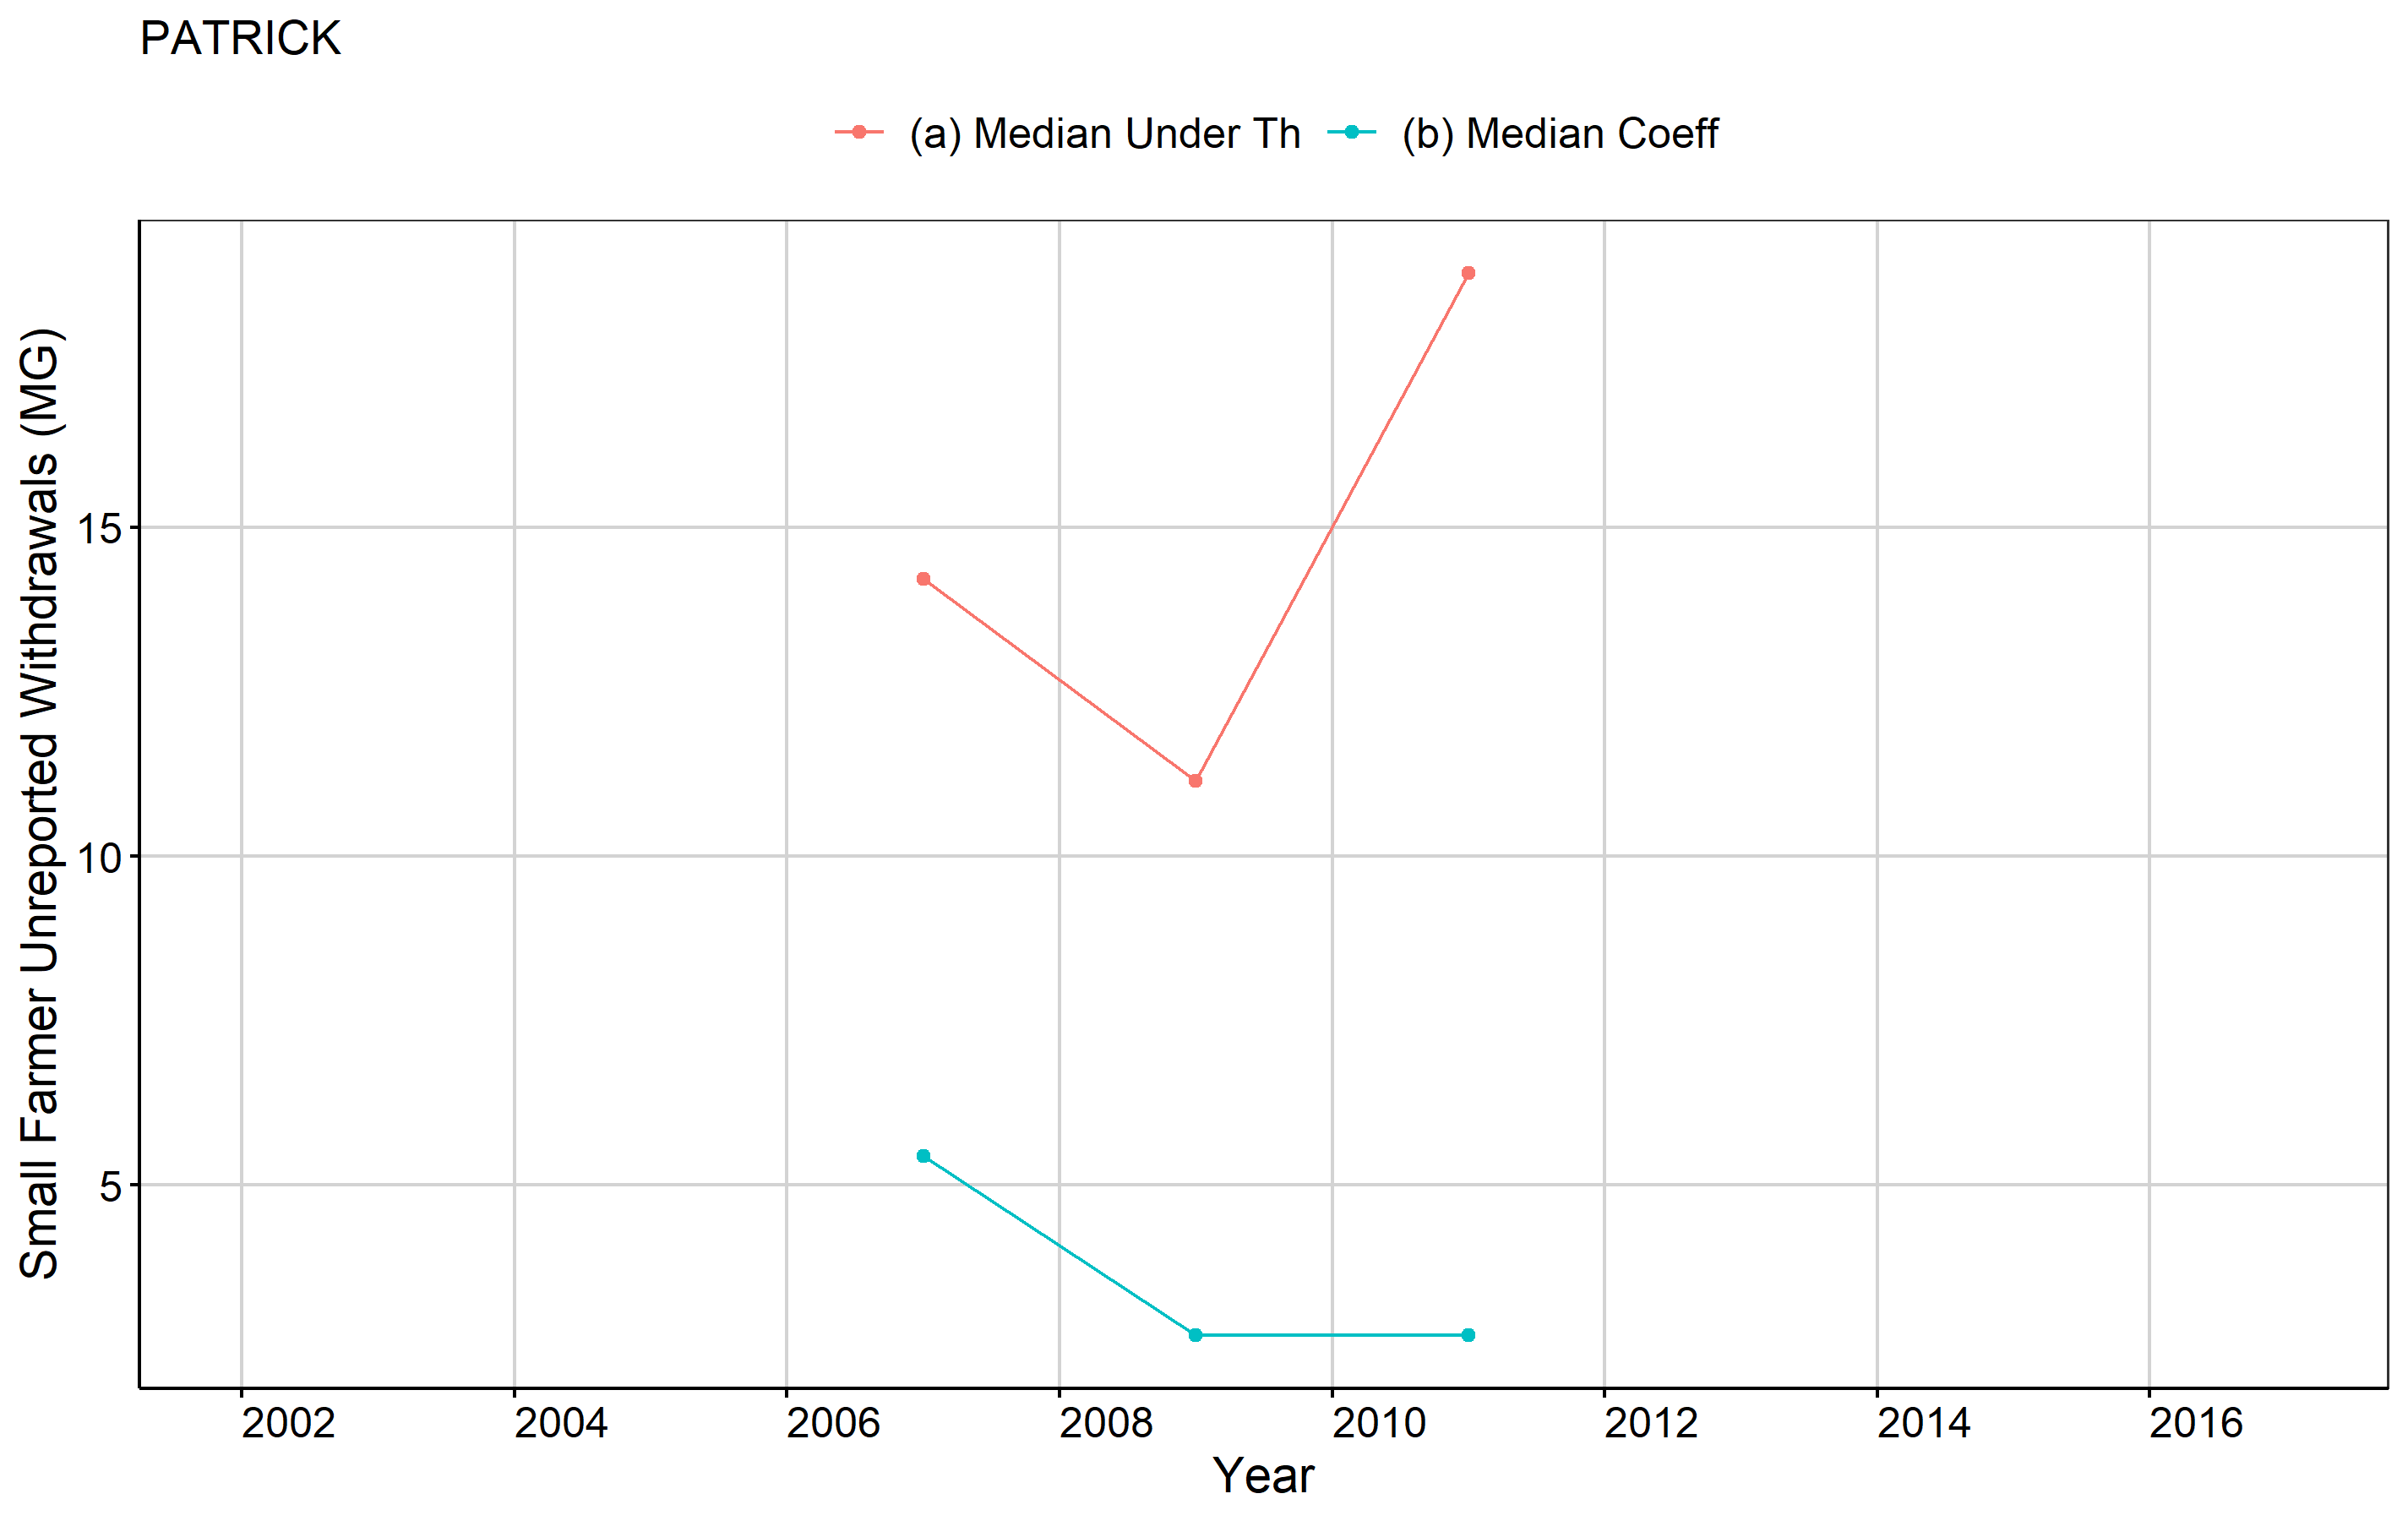 PATRICK
(a) Median Under Th (b) Median Coeff
Small Farmer Unreported Withdrawals (MG)
15
10
5
2002 2004 2006 2008 2010 2012 2014 2016
Year